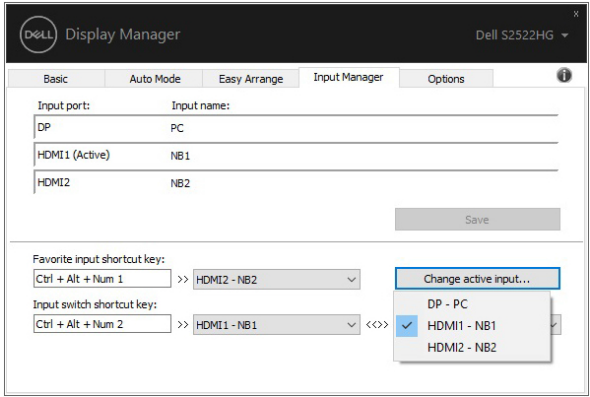 DELL Display Manager
x
Dell S2522HG
Basic Auto Mode Easy Arrange Input Manager Options
Input port: Input name:
DP PC
HDMI1 (Active) NB1
HDMI2 NB2
Save
Favorite input shortcut key:
Ctrl + Alt + Num 1 >> HDMI2 - NB2 Change active input...
Input switch shortcut key:
Ctrl + Alt + Num 2 >> HDMI1 - NB1 <<>>
DP - PC
HDMI1 - NB1
HDMI2 - NB2